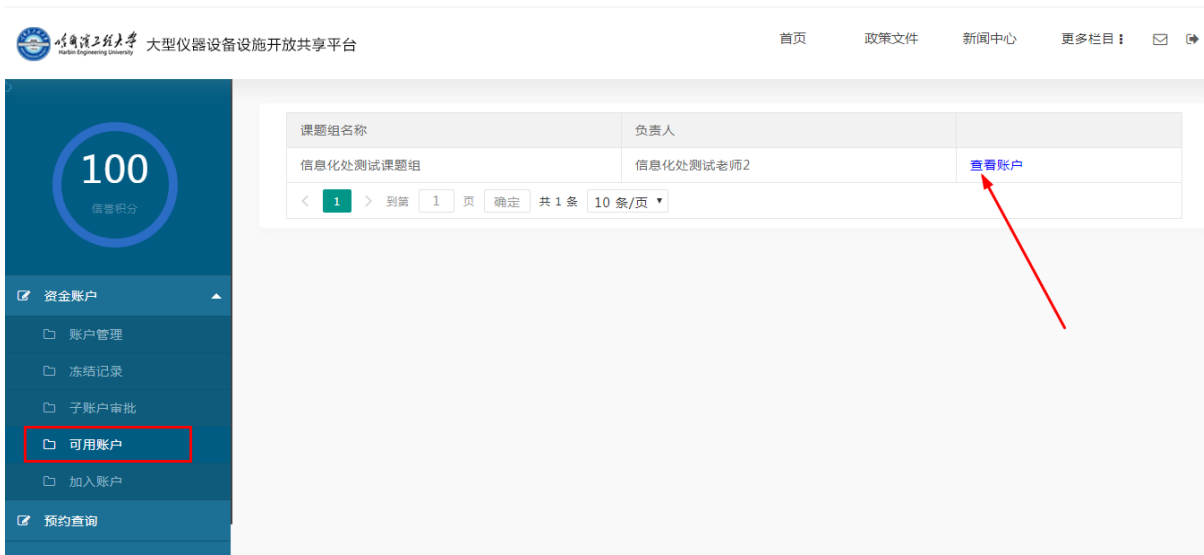 哈尔滨工程大学
Harbin Engineering University
大型仪器设备设施开放共享平台
首页 政策文件 新闻中心 更多栏目
100
信誉积分
资金账户
账户管理
冻结记录
子账户审批
可用账户
加入账户
预约查询
课题组名称 负责人
信息化处测试课题组 信息化处测试老师2 查看账户
< 1 > 到第 1 页 确定 共 1 条 10 条/页